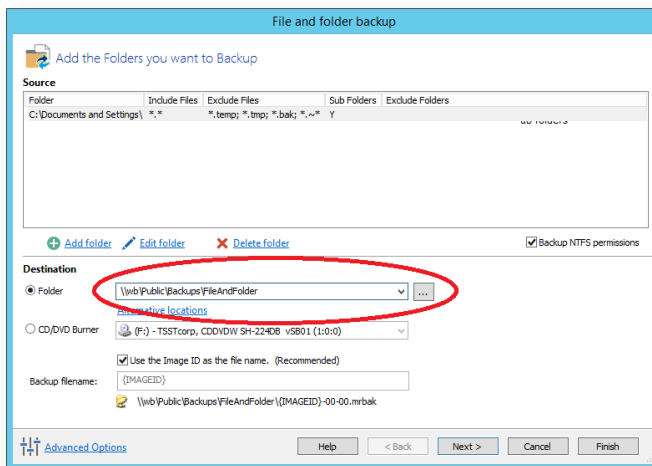 File and folder backup
Add the Folders you want to Backup
Source
Folder Include Files Exclude Files Sub Folders Exclude Folders
C:\Documents and Settings\ *.* *.temp; *.tmp; *.bak; *.~* Y
Add folder Edit folder Delete folder Backup NTFS permissions
Destination
Folder \\wb\Public\Backups\FileAndFolder ...
Alternative locations
CD/DVD Burner (F:) - TSSTcorp, CDDVDW SH-224DB vSB01 (1:0:0)
Use the Image ID as the file name. (Recommended)
Backup filename: {IMAGEID}
\\wb\Public\Backups\FileAndFolder\{IMAGEID}-00-00.mrbak
Advanced Options Help < Back Next > Cancel Finish